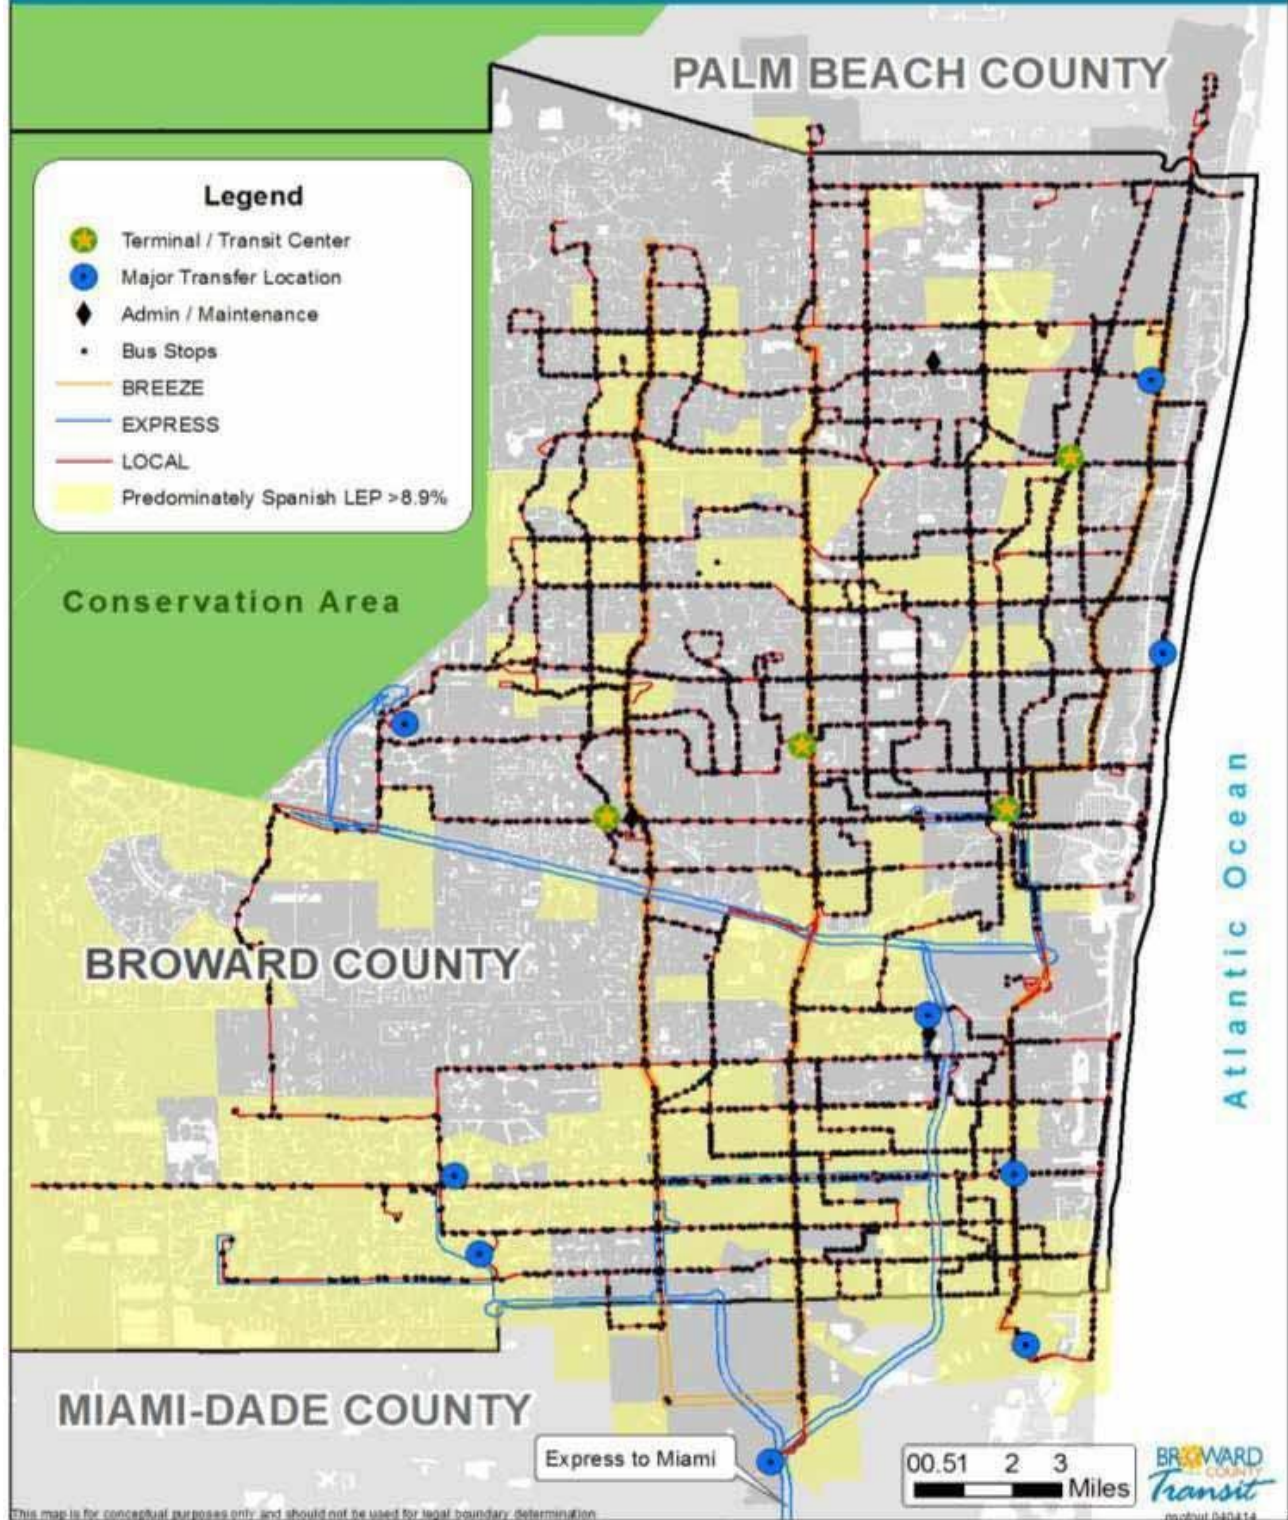 PALM BEACH COUNTY
Legend
Terminal / Transit Center
Major Transfer Location
Admin / Maintenance
Bus Stops
BREEZE
EXPRESS
LOCAL
Predominately Spanish LEP >8.9%
Conservation Area
Atlantic Ocean
BROWARD COUNTY
MIAMI-DADE COUNTY
Express to Miami
00.51 2 3
Miles
BROWARD
COUNTY
Transit
This map is for conceptual purposes only and should not be used for legal boundary determination